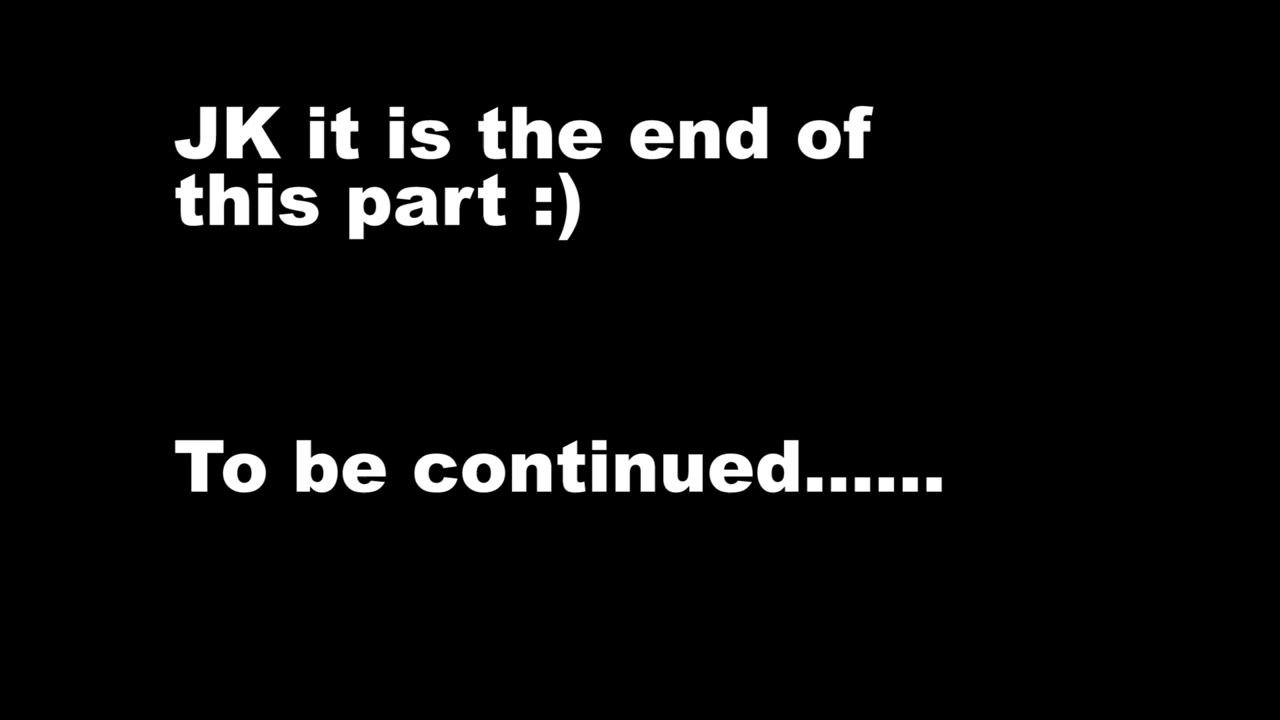 JK it is the end of
this part :)
To be continued......